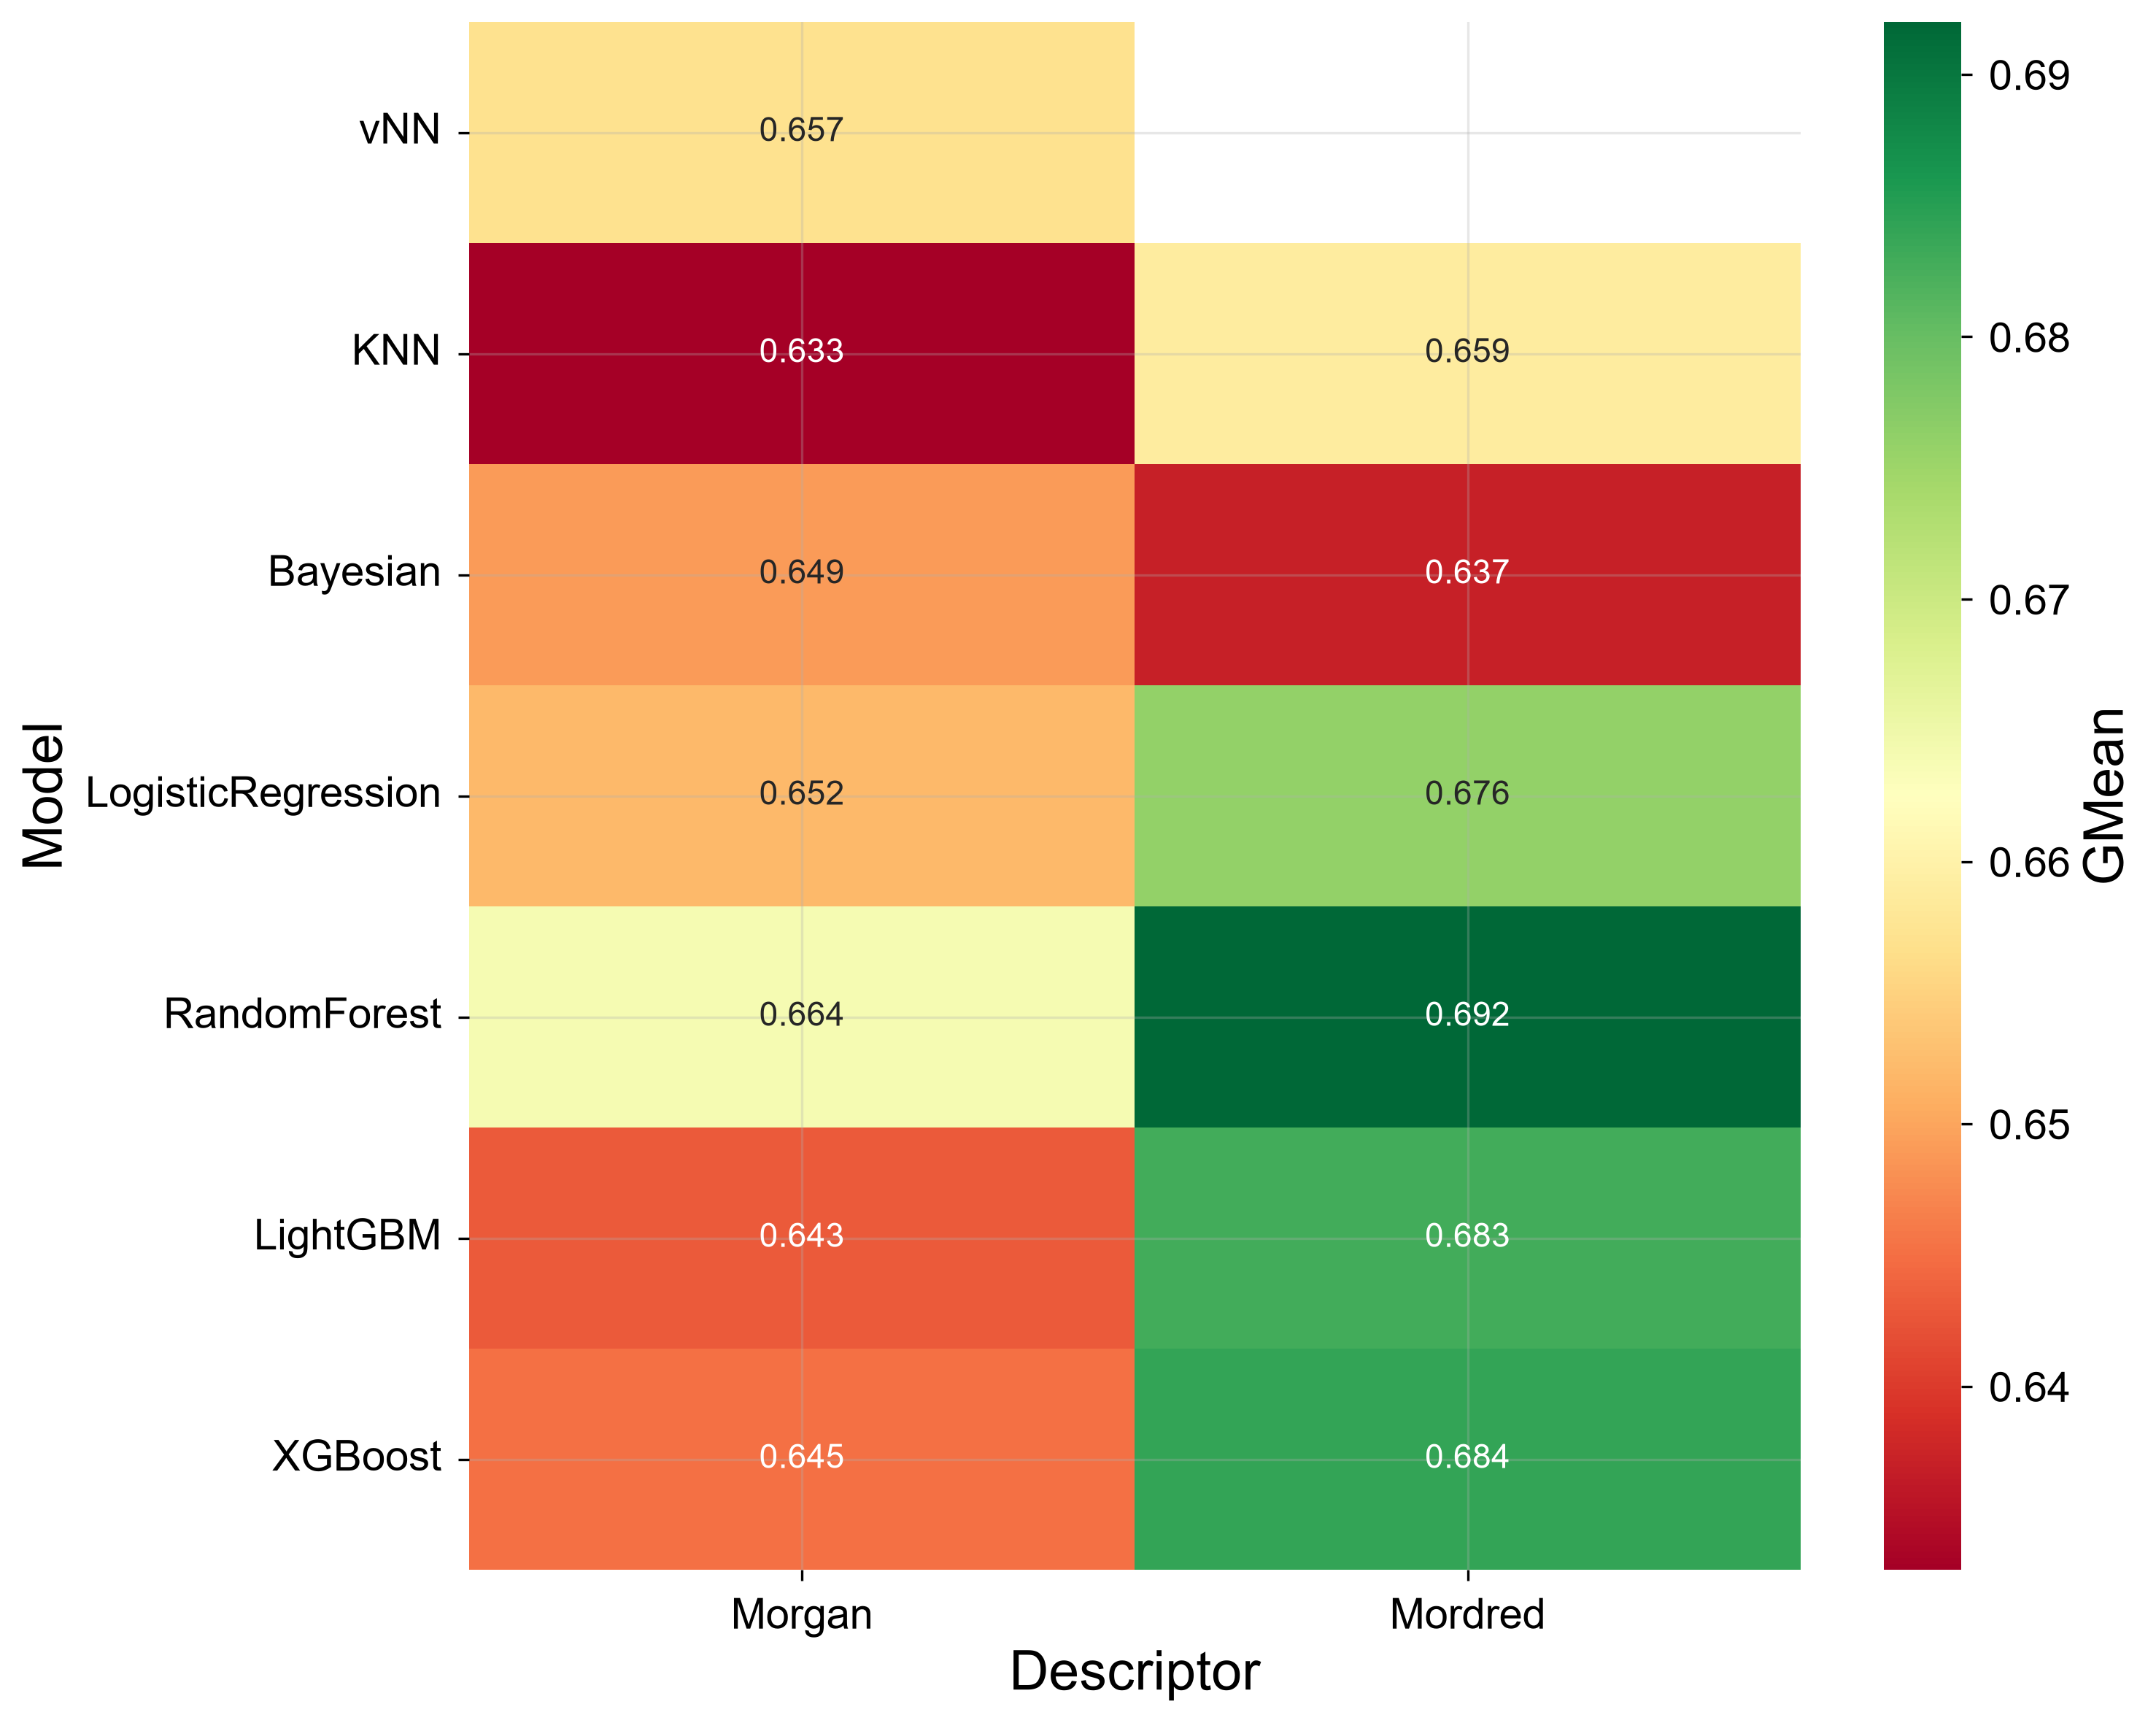 Model
vNN
KNN
Bayesian
LogisticRegression
RandomForest
LightGBM
XGBoost
0.657
0.633 0.659
0.649 0.637
0.652 0.676
0.664 0.692
0.643 0.683
0.645 0.684
Morgan Mordred
Descriptor
0.69
0.68
0.67
0.66
0.65
0.64
GMean